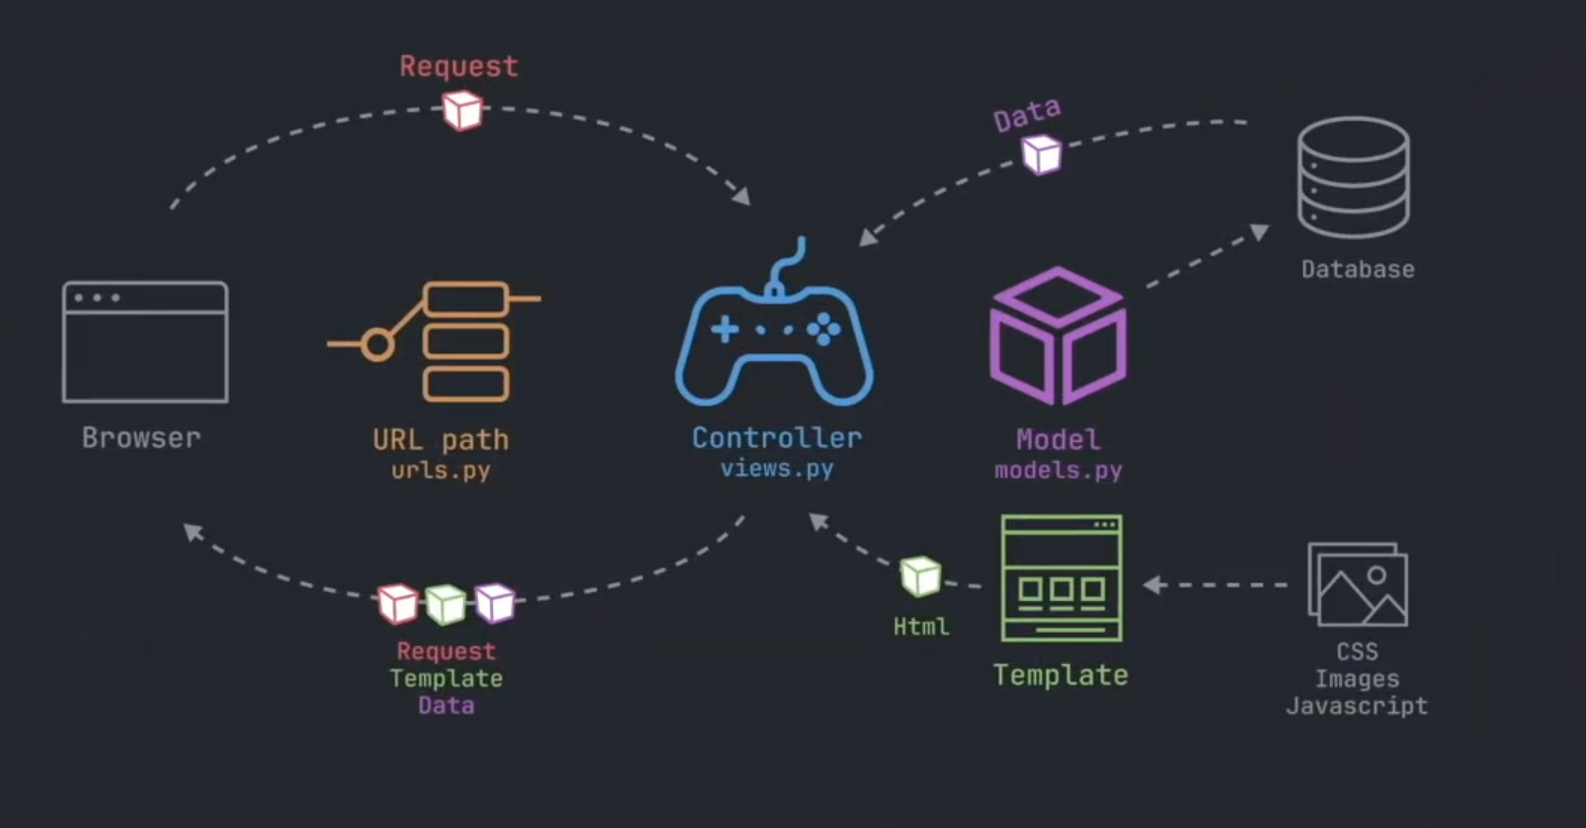 Request
Data
Database
Browser
URL path
urls.py
Controller
views.py
Model
models.py
Html
Request
Template
Data
Template
CSS
Images
Javascript